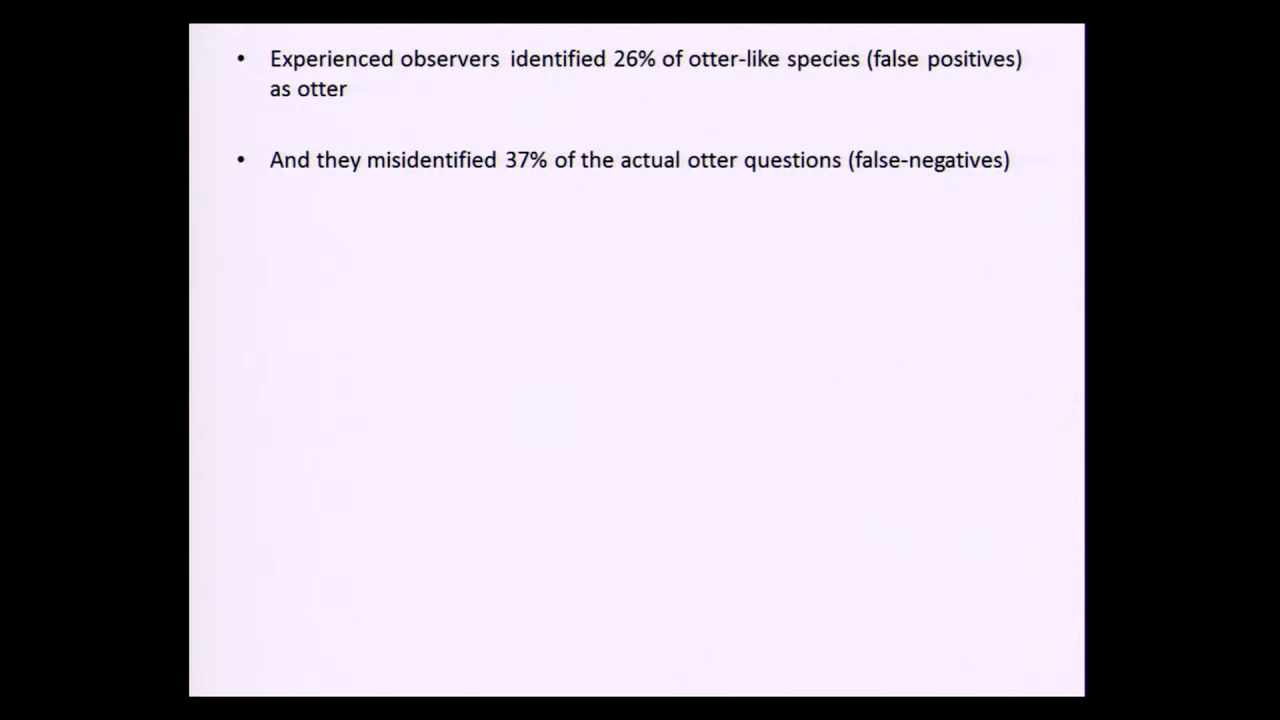 • Experienced observers identified 26% of otter-like species (false positives)
as otter
• And they misidentified 37% of the actual otter questions (false-negatives)